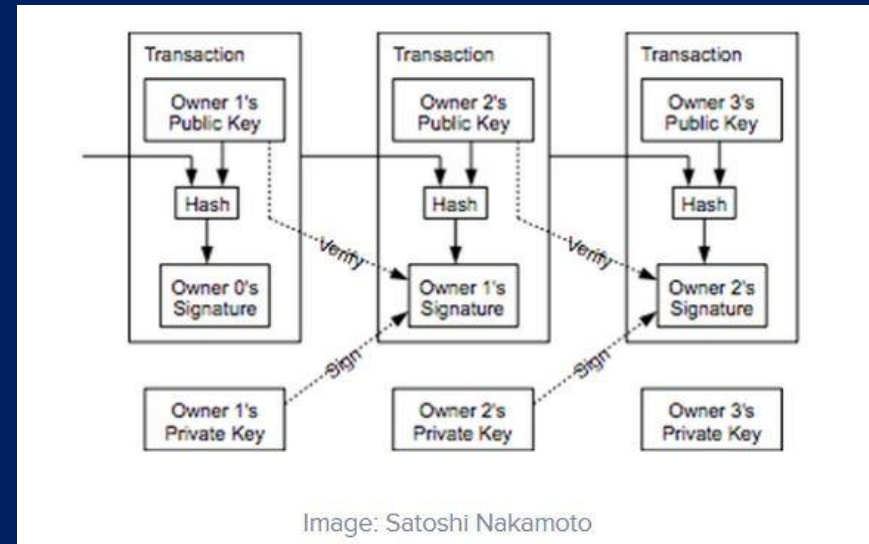 Transaction
Owner 1's
Public Key
Hash
Owner 0's
Signature
Transaction
Owner 2's
Public Key
Hash
Verify
Owner 1's
Signature
Transaction
Owner 3's
Public Key
Hash
Verify
Owner 2's
Signature
Sign
Sign
Owner 1's
Private Key
Owner 2's
Private Key
Owner 3's
Private Key
Image: Satoshi Nakamoto